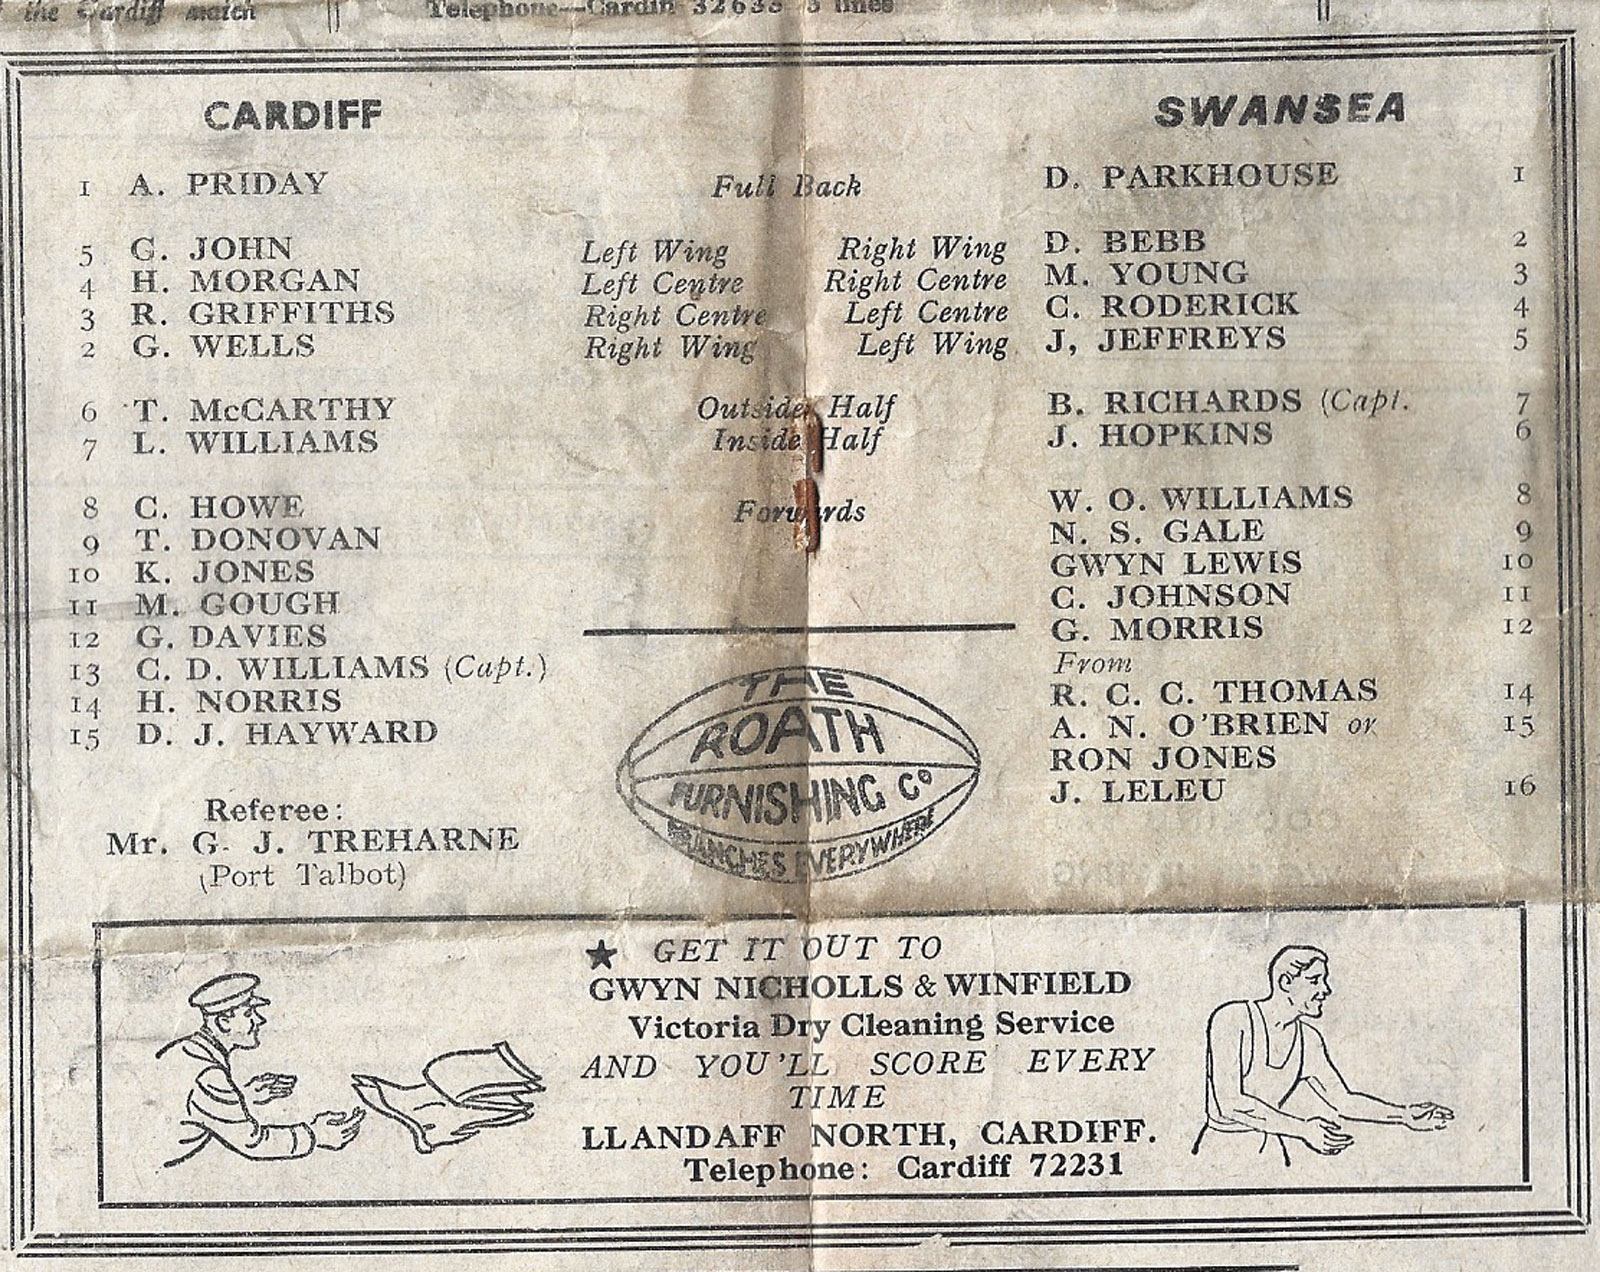 the Cardiff match
Telephone—Cardiff 32635 3 lines
CARDIFF
1 A. PRIDAY
5 G. JOHN
4 H. MORGAN
3 R. GRIFFITHS
2 G. WELLS
6 T. McCARTHY
7 L. WILLIAMS
8 C. HOWE
9 T. DONOVAN
10 K. JONES
11 M. GOUGH
12 G. DAVIES
13 C. D. WILLIAMS (Capt.)
14 H. NORRIS
15 D. J. HAYWARD
Referee:
Mr. G. J. TREHARNE
(Port Talbot)
Full Back
Left Wing Right Wing
Left Centre Right Centre
Right Centre Left Centre
Right Wing Left Wing
Outside Half
Inside Half
Forwards
THE
ROATH
FURNISHING Co
BRANCHES EVERYWHERE
SWANSEA
D. PARKHOUSE 1
D. BEBB 2
M. YOUNG 3
C. RODERICK 4
J, JEFFREYS 5
B. RICHARDS (Capt. 7
J. HOPKINS 6
W. O. WILLIAMS 8
N. S. GALE 9
GWYN LEWIS 10
C. JOHNSON 11
G. MORRIS 12
From
R. C. C. THOMAS 14
A. N. O'BRIEN or 15
RON JONES
J. LELEU 16
★ GET IT OUT TO
GWYN NICHOLLS & WINFIELD
Victoria Dry Cleaning Service
AND YOU'LL SCORE EVERY
TIME
LLANDAFF NORTH, CARDIFF.
Telephone: Cardiff 72231